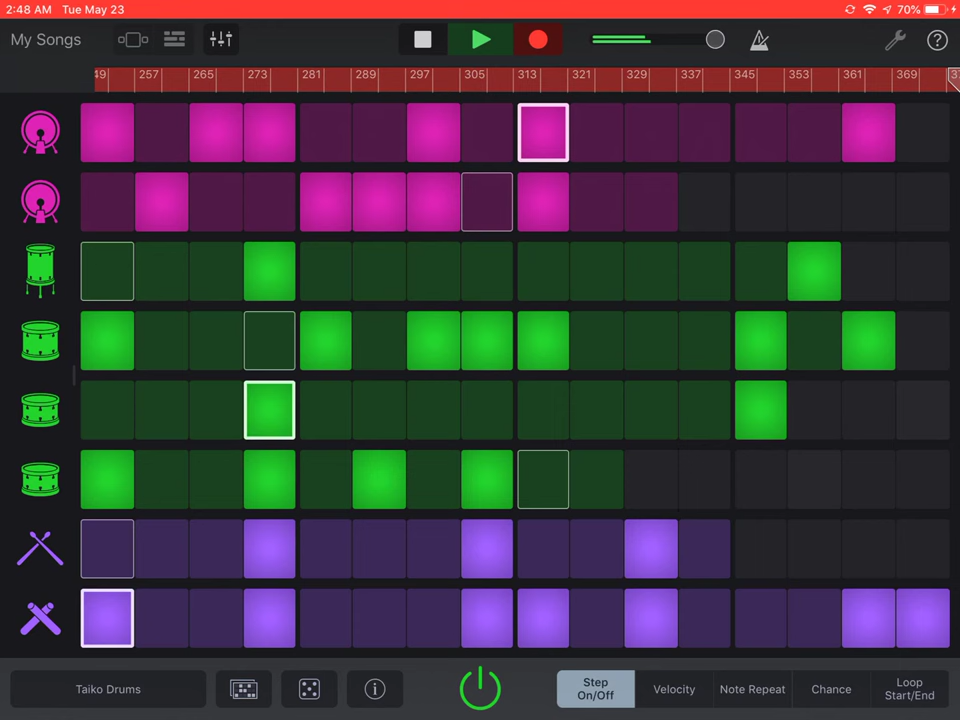 2:48 AM Tue May 23
70%
My Songs
49 257 265 273 281 289 297 305 313 321 329 337 345 353 361 369
Taiko Drums
Step
On/Off
Velocity
Note Repeat
Chance
Loop
Start/End